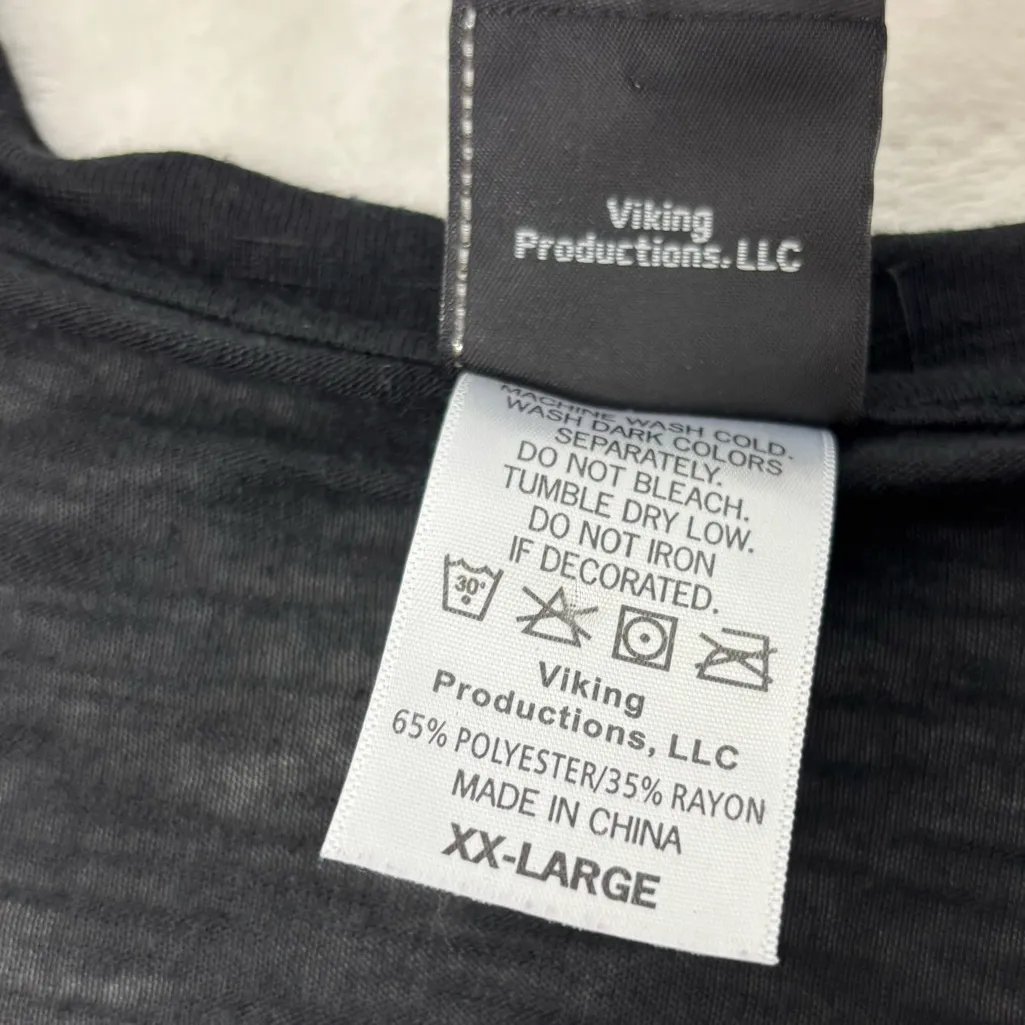 Viking
Productions, LLC
MACHINE WASH COLD.
WASH DARK COLORS
SEPARATELY.
DO NOT BLEACH.
TUMBLE DRY LOW.
DO NOT IRON
IF DECORATED.
30°
Viking
Productions, LLC
65% POLYESTER/35% RAYON
MADE IN CHINA
XX-LARGE